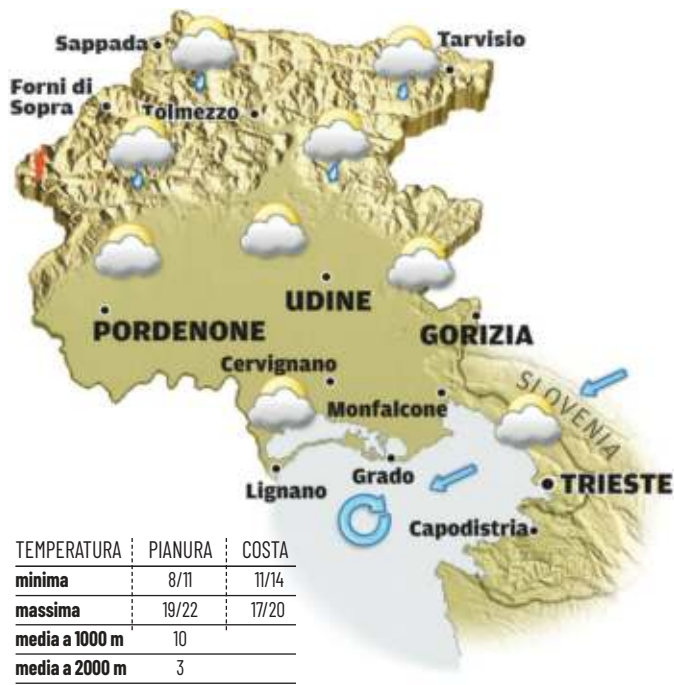 Sappada
Tarvisio
Forni di
Sopra
Tolmezzo
UDINE
PORDENONE
GORIZIA
Cervignano
SLOVENIA
Monfalcone
Grado
TRIESTE
Lignano
Capodistria
TEMPERATURA PIANURA COSTA
minima 8/11 11/14
massima 19/22 17/20
media a 1000 m 10
media a 2000 m 3